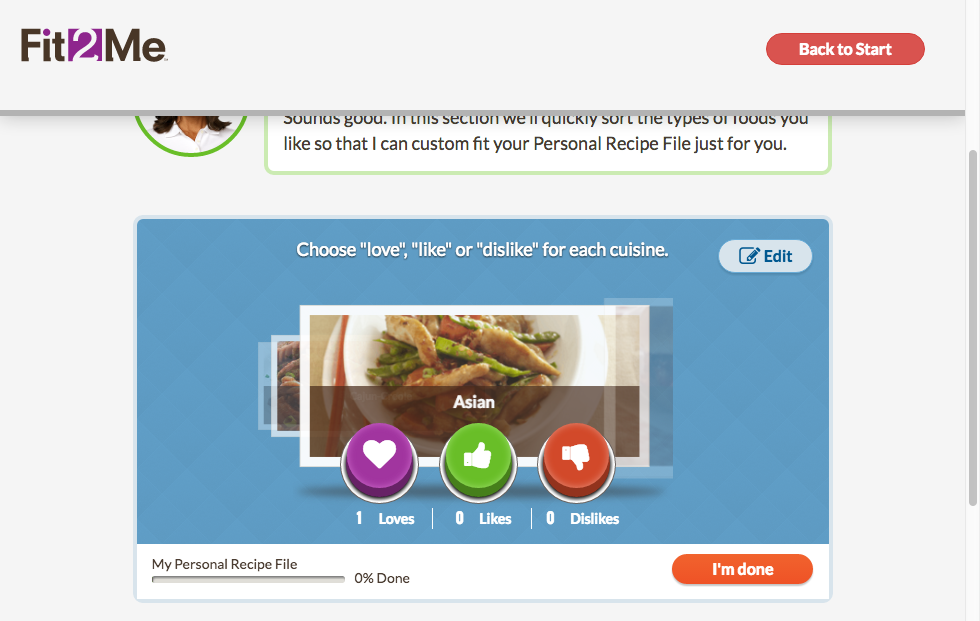 Fit2Me
Back to Start
Sounds good. In this section we'll quickly sort the types of foods you
like so that I can custom fit your Personal Recipe File just for you.
Choose "love", "like" or "dislike" for each cuisine.
Edit
Asian
1 Loves 0 Likes 0 Dislikes
My Personal Recipe File
0% Done
I'm done